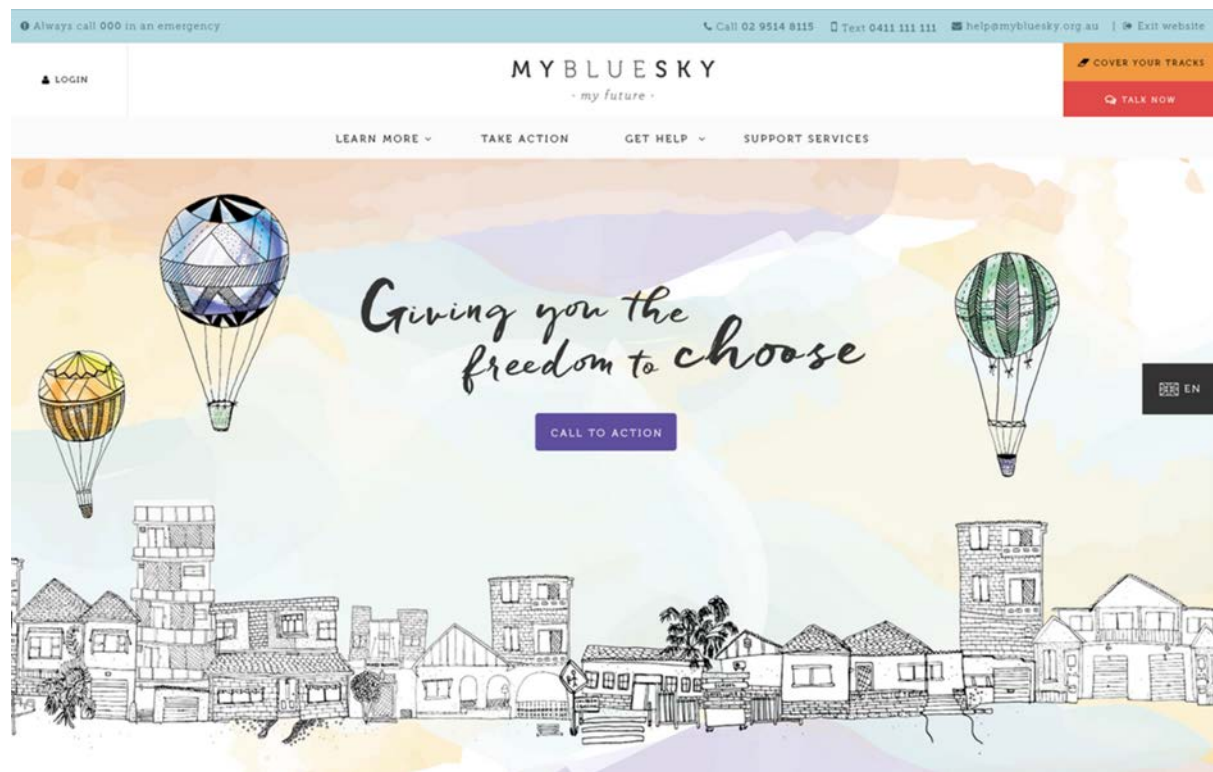 Always call 000 in an emergency
Call 02 9514 8115 Text 0411 111 111 help@mybluesky.org.au | Exit website
LOGIN
MYBLUESKY
- my future -
COVER YOUR TRACKS
TALK NOW
LEARN MORE TAKE ACTION GET HELP SUPPORT SERVICES
Giving you the
freedom to choose
CALL TO ACTION
EN